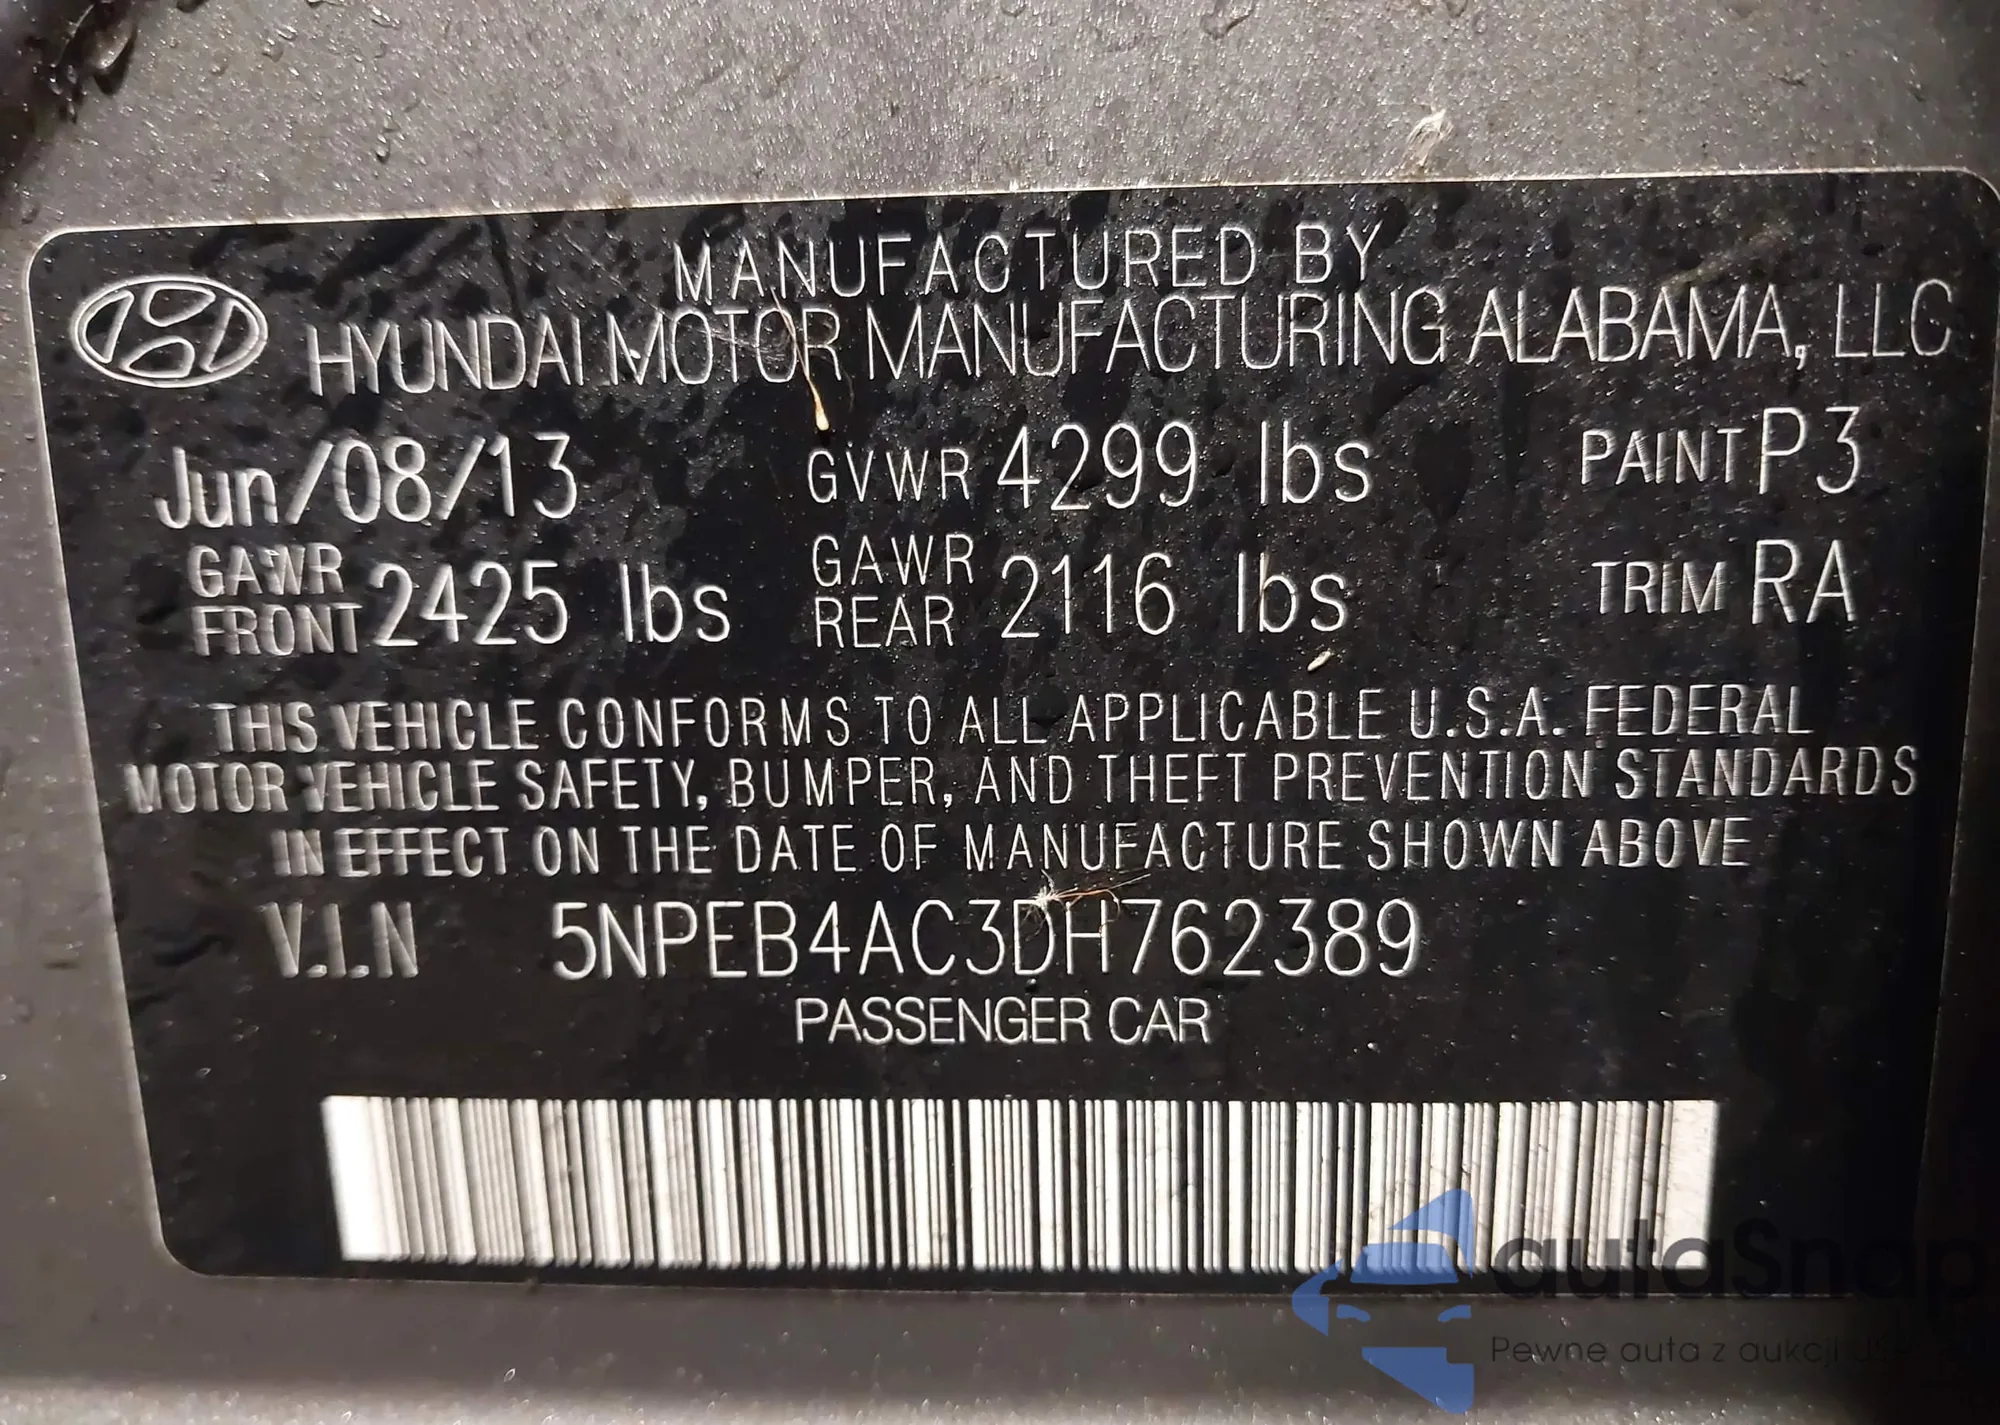 MANUFACTURED BY
HYUNDAI MOTOR MANUFACTURING ALABAMA, LLC
Jun/08/13 GVWR 4299 lbs PAINT P3
GAWR FRONT 2425 lbs GAWR REAR 2116 lbs TRIM RA
THIS VEHICLE CONFORMS TO ALL APPLICABLE U.S.A. FEDERAL
MOTOR VEHICLE SAFETY, BUMPER, AND THEFT PREVENTION STANDARDS
IN EFFECT ON THE DATE OF MANUFACTURE SHOWN ABOVE
V.I.N 5NPEB4AC3DH762389
PASSENGER CAR
autaSnap
Pewne auta z aukcji